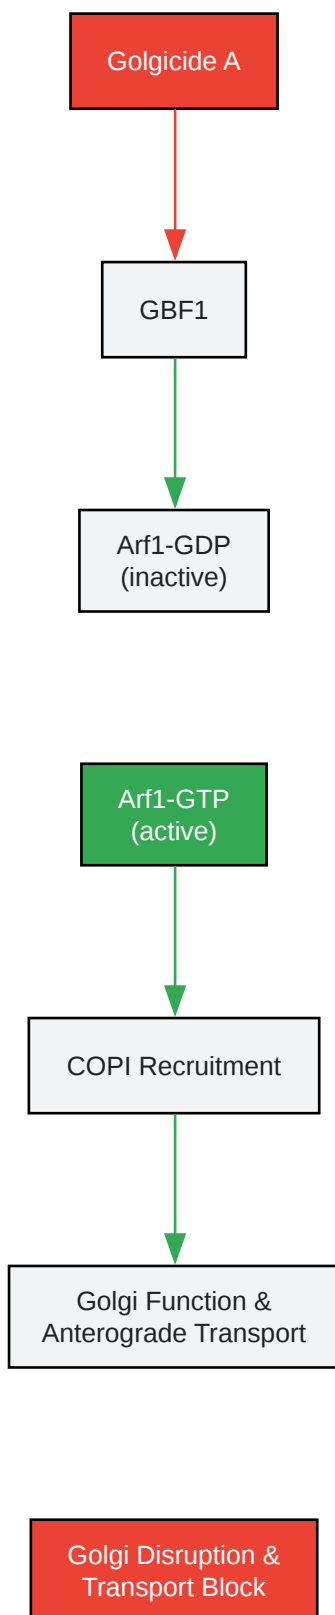 Golgicide A
GBF1
Arf1-GDP
(inactive)
Arf1-GTP
(active)
COPI Recruitment
Golgi Function &
Anterograde Transport
Golgi Disruption &
Transport Block